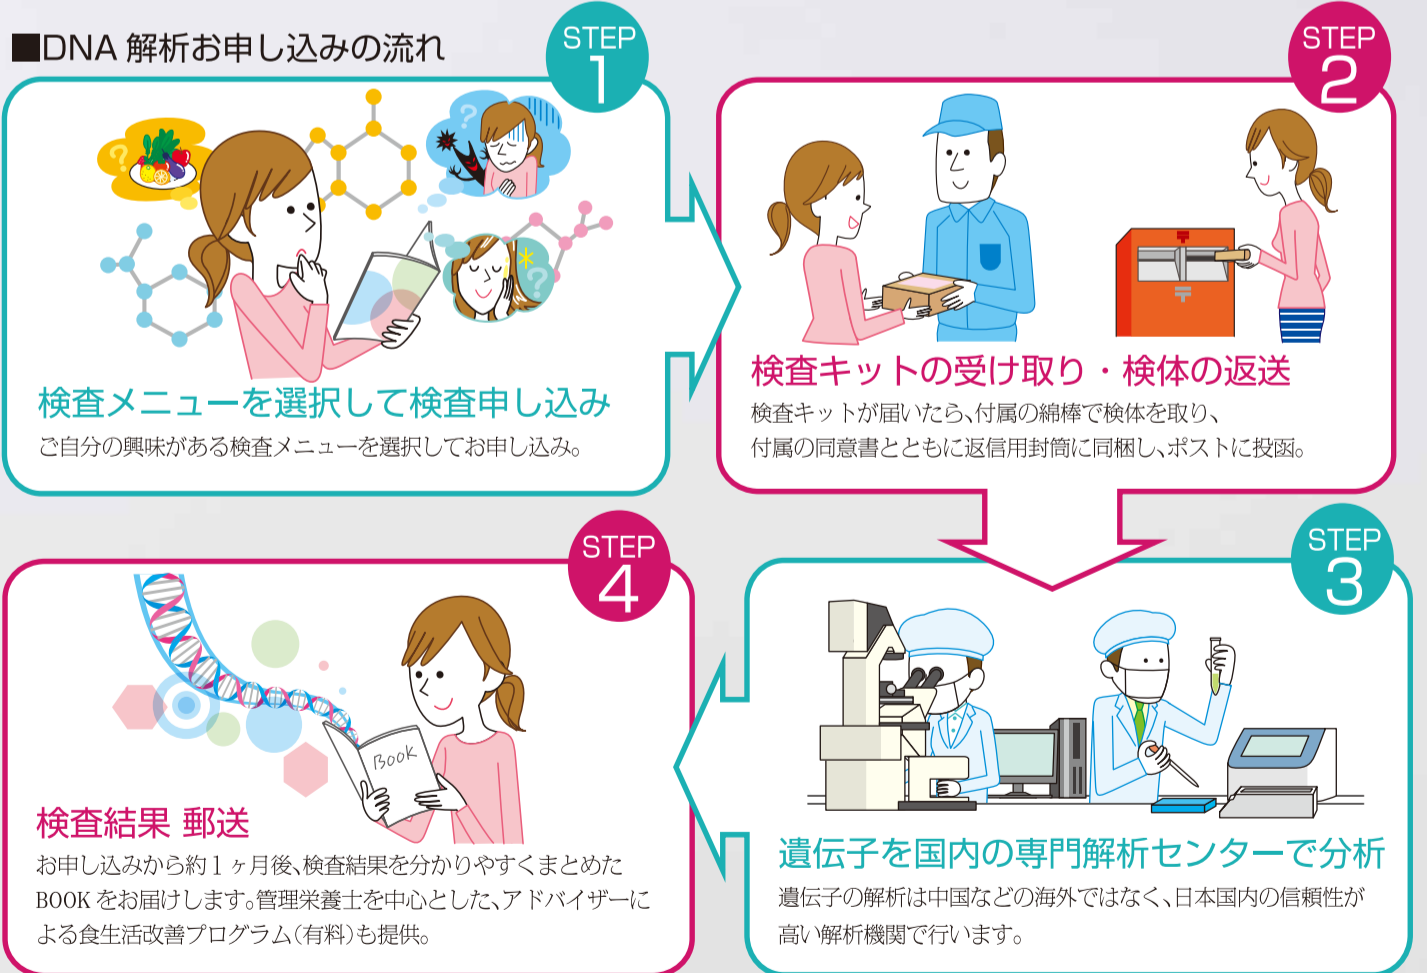 ■DNA 解析お申し込みの流れ
STEP
1
検査メニューを選択して検査申し込み
ご自分の興味がある検査メニューを選択してお申し込み。
STEP
2
検査キットの受け取り・検体の返送
検査キットが届いたら、付属の綿棒で検体を取り、
付属の同意書とともに返信用封筒に同梱し、ポストに投函。
STEP
3
遺伝子を国内の専門解析センターで分析
遺伝子の解析は中国などの海外ではなく、日本国内の信頼性が
高い解析機関で行います。
STEP
4
BOOK
検査結果 郵送
お申し込みから約1ヶ月後、検査結果を分かりやすくまとめた
BOOKをお届けします。管理栄養士を中心とした、アドバイザーに
よる食生活改善プログラム(有料)も提供。